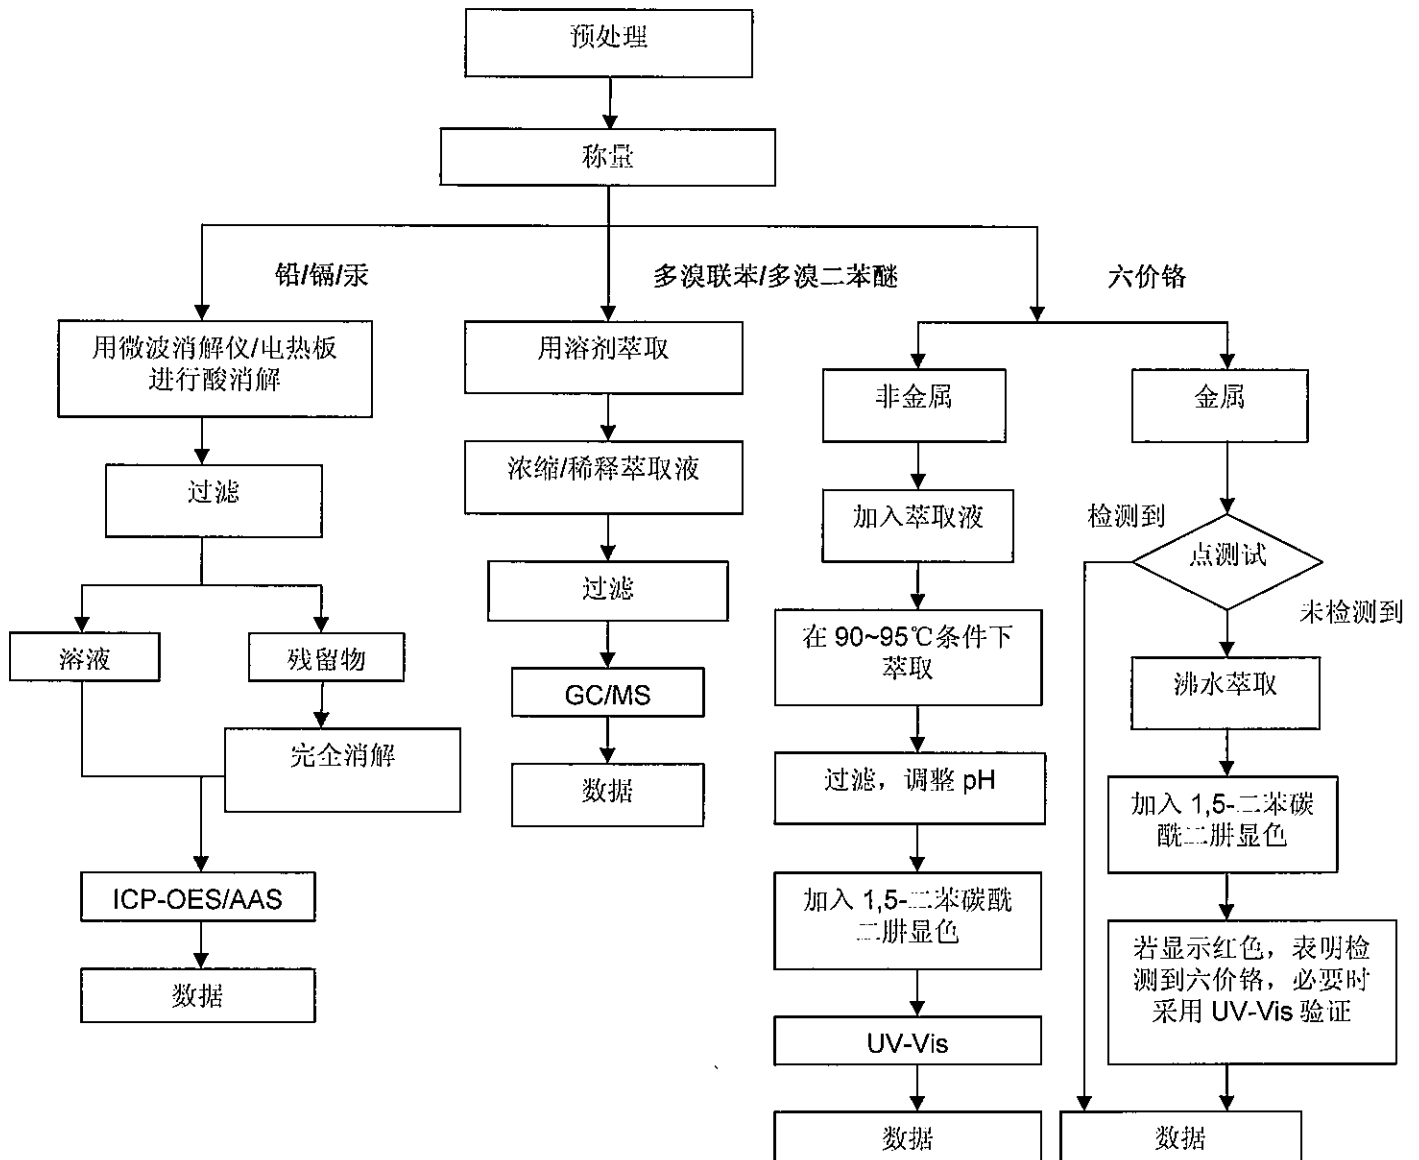 预处理
称量
铅/镉/汞
多溴联苯/多溴二苯醚
六价铬
用微波消解仪/电热板
进行酸消解
过滤
溶液
残留物
完全消解
ICP-OES/AAS
数据
用溶剂萃取
浓缩/稀释萃取液
过滤
GC/MS
数据
非金属
加入萃取液
在 90~95℃条件下
萃取
过滤，调整 pH
加入 1,5-二苯碳酰
二肼显色
UV-Vis
数据
金属
检测到
点测试
未检测到
沸水萃取
加入 1,5-二苯碳
酰二肼显色
若显示红色，表明检
测到六价铬，必要时
采用 UV-Vis 验证
数据